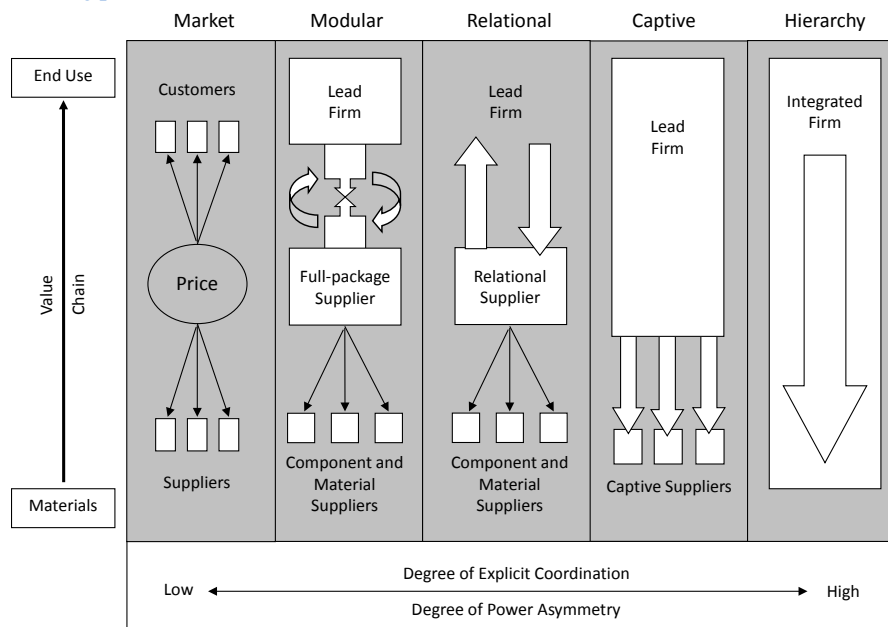 Market
Modular
Relational
Captive
Hierarchy
End Use
Materials
Value
Chain
Customers
Price
Suppliers
Lead
Firm
Full-package
Supplier
Component and
Material
Suppliers
Lead
Firm
Relational
Supplier
Component and
Material
Suppliers
Lead
Firm
Captive Suppliers
Integrated
Firm
Low
Degree of Explicit Coordination
Degree of Power Asymmetry
High